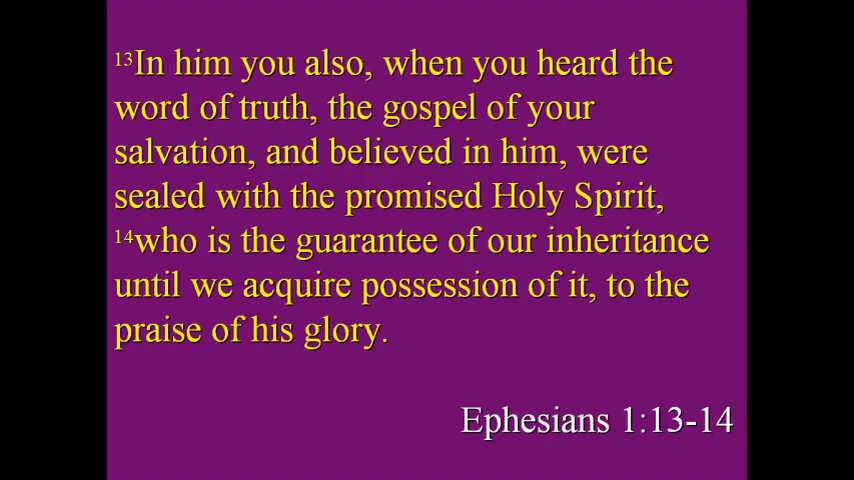 13In him you also, when you heard the
word of truth, the gospel of your
salvation, and believed in him, were
sealed with the promised Holy Spirit,
14who is the guarantee of our inheritance
until we acquire possession of it, to the
praise of his glory.
Ephesians 1:13-14